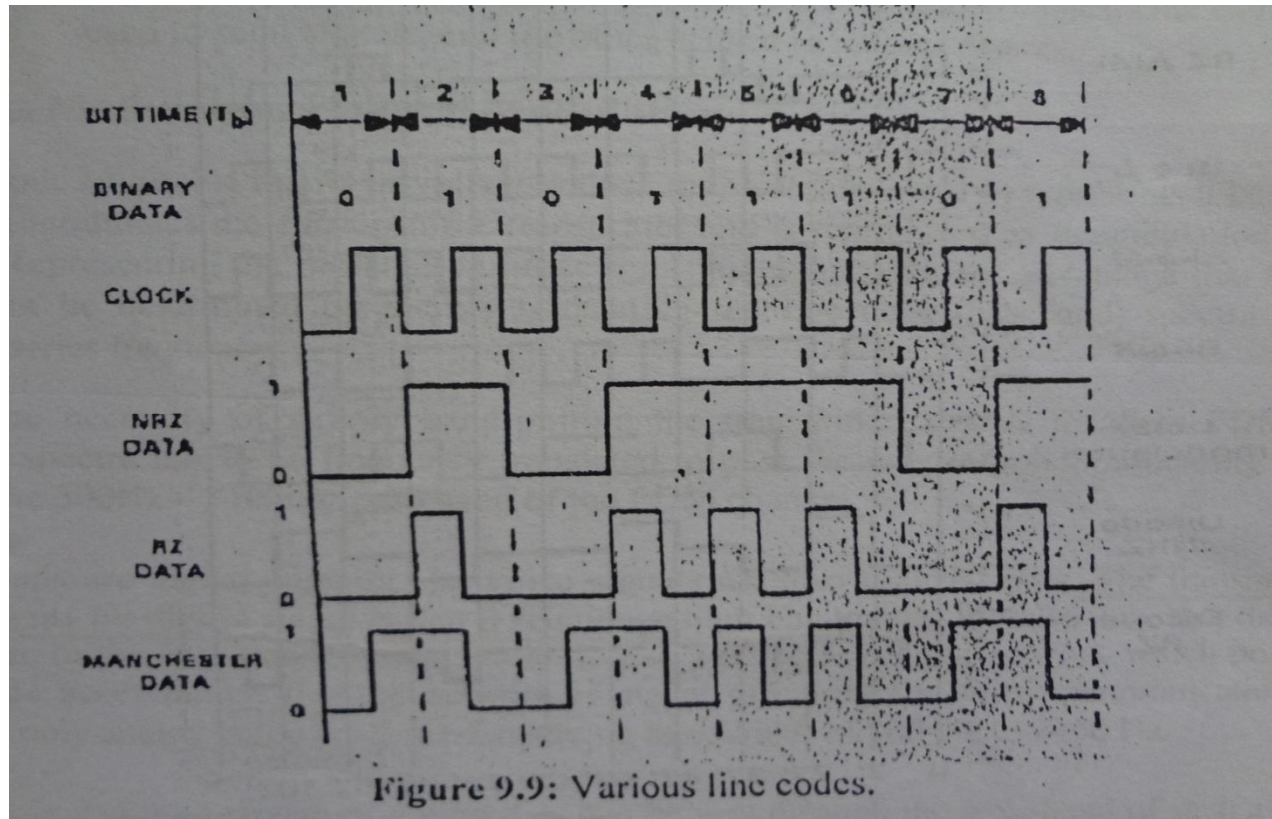 1 2 3 4 5 6 7 8
BIT TIME (Tb)
BINARY
DATA
0 1 0 1 1 1 0 1
CLOCK
1
NRZ
DATA
0
1
RZ
DATA
0
1
MANCHESTER
DATA
0
Figure 9.9: Various line codes.